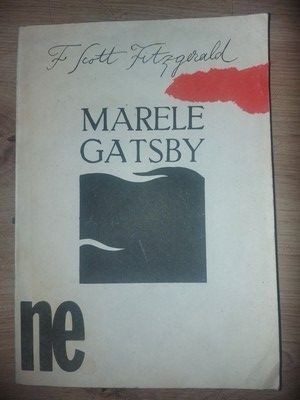 F Scott Fitzgerald
MARELE
GATSBY
ne